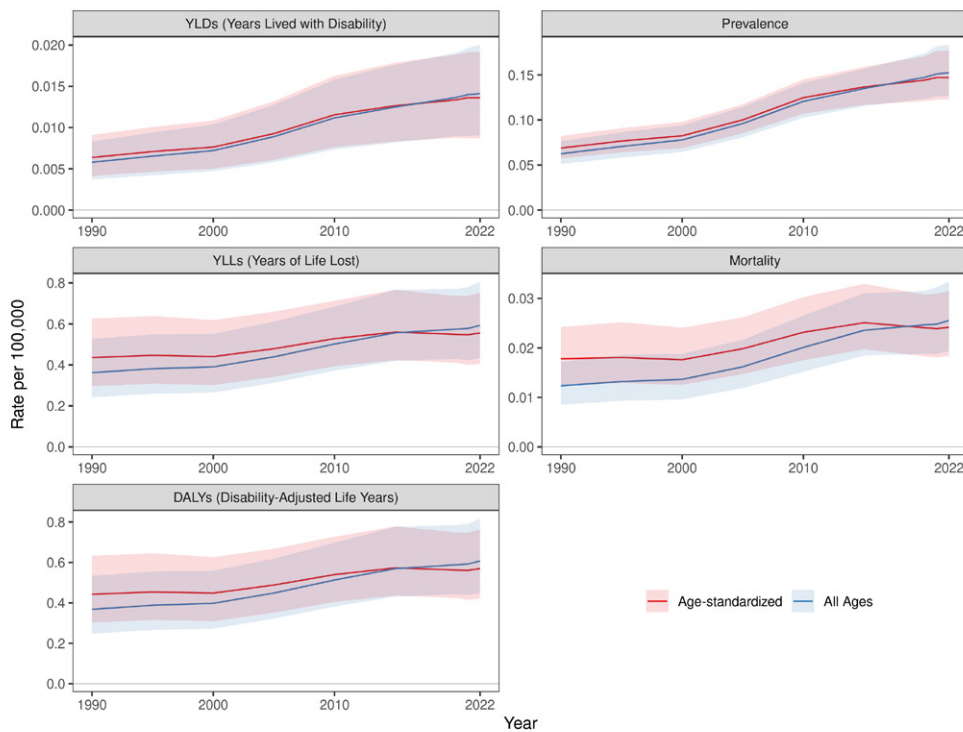 YLDs (Years Lived with Disability)
0.020
0.015
0.010
0.005
0.000
1990 2000 2010 2022
Prevalence
0.15
0.10
0.05
0.00
1990 2000 2010 2022
YLLs (Years of Life Lost)
0.8
0.6
0.4
0.2
0.0
1990 2000 2010 2022
Mortality
0.03
0.02
0.01
0.00
1990 2000 2010 2022
DALYs (Disability-Adjusted Life Years)
0.8
0.6
0.4
0.2
0.0
1990 2000 2010 2022
Rate per 100,000
Year
Age-standardized All Ages